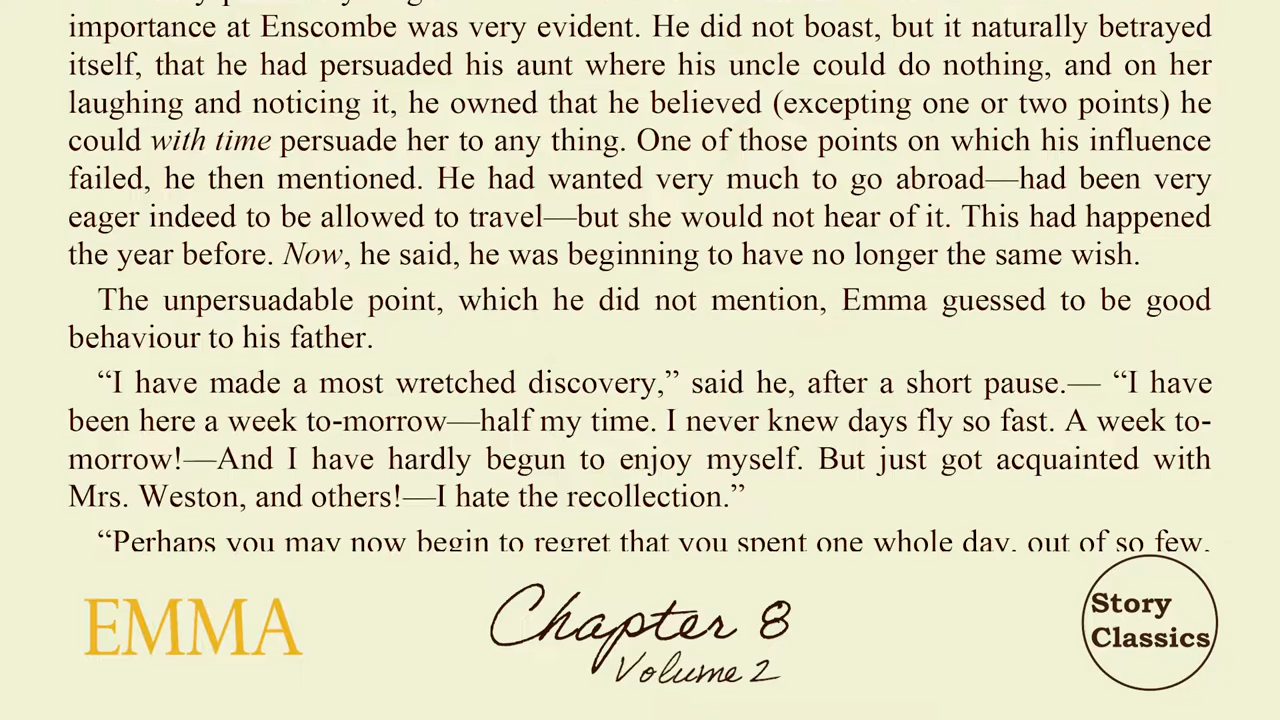 importance at Enscombe was very evident. He did not boast, but it naturally betrayed
itself, that he had persuaded his aunt where his uncle could do nothing, and on her
laughing and noticing it, he owned that he believed (excepting one or two points) he
could with time persuade her to any thing. One of those points on which his influence
failed, he then mentioned. He had wanted very much to go abroad—had been very
eager indeed to be allowed to travel—but she would not hear of it. This had happened
the year before. Now, he said, he was beginning to have no longer the same wish.
The unpersuadable point, which he did not mention, Emma guessed to be good
behaviour to his father.
“I have made a most wretched discovery,” said he, after a short pause.— “I have
been here a week to-morrow—half my time. I never knew days fly so fast. A week to-
morrow!—And I have hardly begun to enjoy myself. But just got acquainted with
Mrs. Weston, and others!—I hate the recollection.”
“Perhaps you may now begin to regret that you spent one whole day, out of so few,
EMMA
Chapter 8
Volume 2
Story
Classics